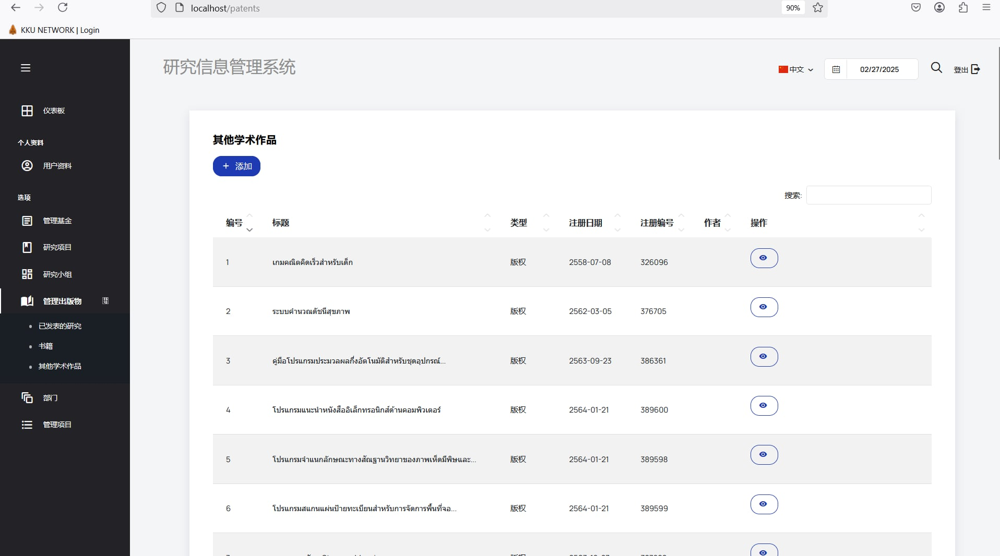 localhost/patents
90%
KKU NETWORK | Login
研究信息管理系统
中文
02/27/2025
登出
仪表板
个人资料
用户资料
选项
管理基金
研究项目
研究小组
管理出版物
已发表的研究
书籍
其他学术作品
部门
管理项目
其他学术作品
+ 添加
搜索:
编号 标题 类型 注册日期 注册编号 作者 操作
1 เกมคณิตคิดเร็วสำหรับเด็ก 版权 2558-07-08 326096
2 ระบบคำนวณดัชนีสุขภาพ 版权 2562-03-05 376705
3 คู่มือโปรแกรมประมวลผลกึ่งอัตโนมัติสำหรับชุดอุปกรณ์... 版权 2563-09-23 386361
4 โปรแกรมแนะนำหนังสืออิเล็กทรอนิกส์ด้านคอมพิวเตอร์ 版权 2564-01-21 389600
5 โปรแกรมจำแนกลักษณะทางสัณฐานวิทยาของภาพเห็ดมีพิษและ... 版权 2564-01-21 389598
6 โปรแกรมสแกนแผ่นป้ายทะเบียนสำหรับการจัดการพื้นที่จอ... 版权 2564-01-21 389599